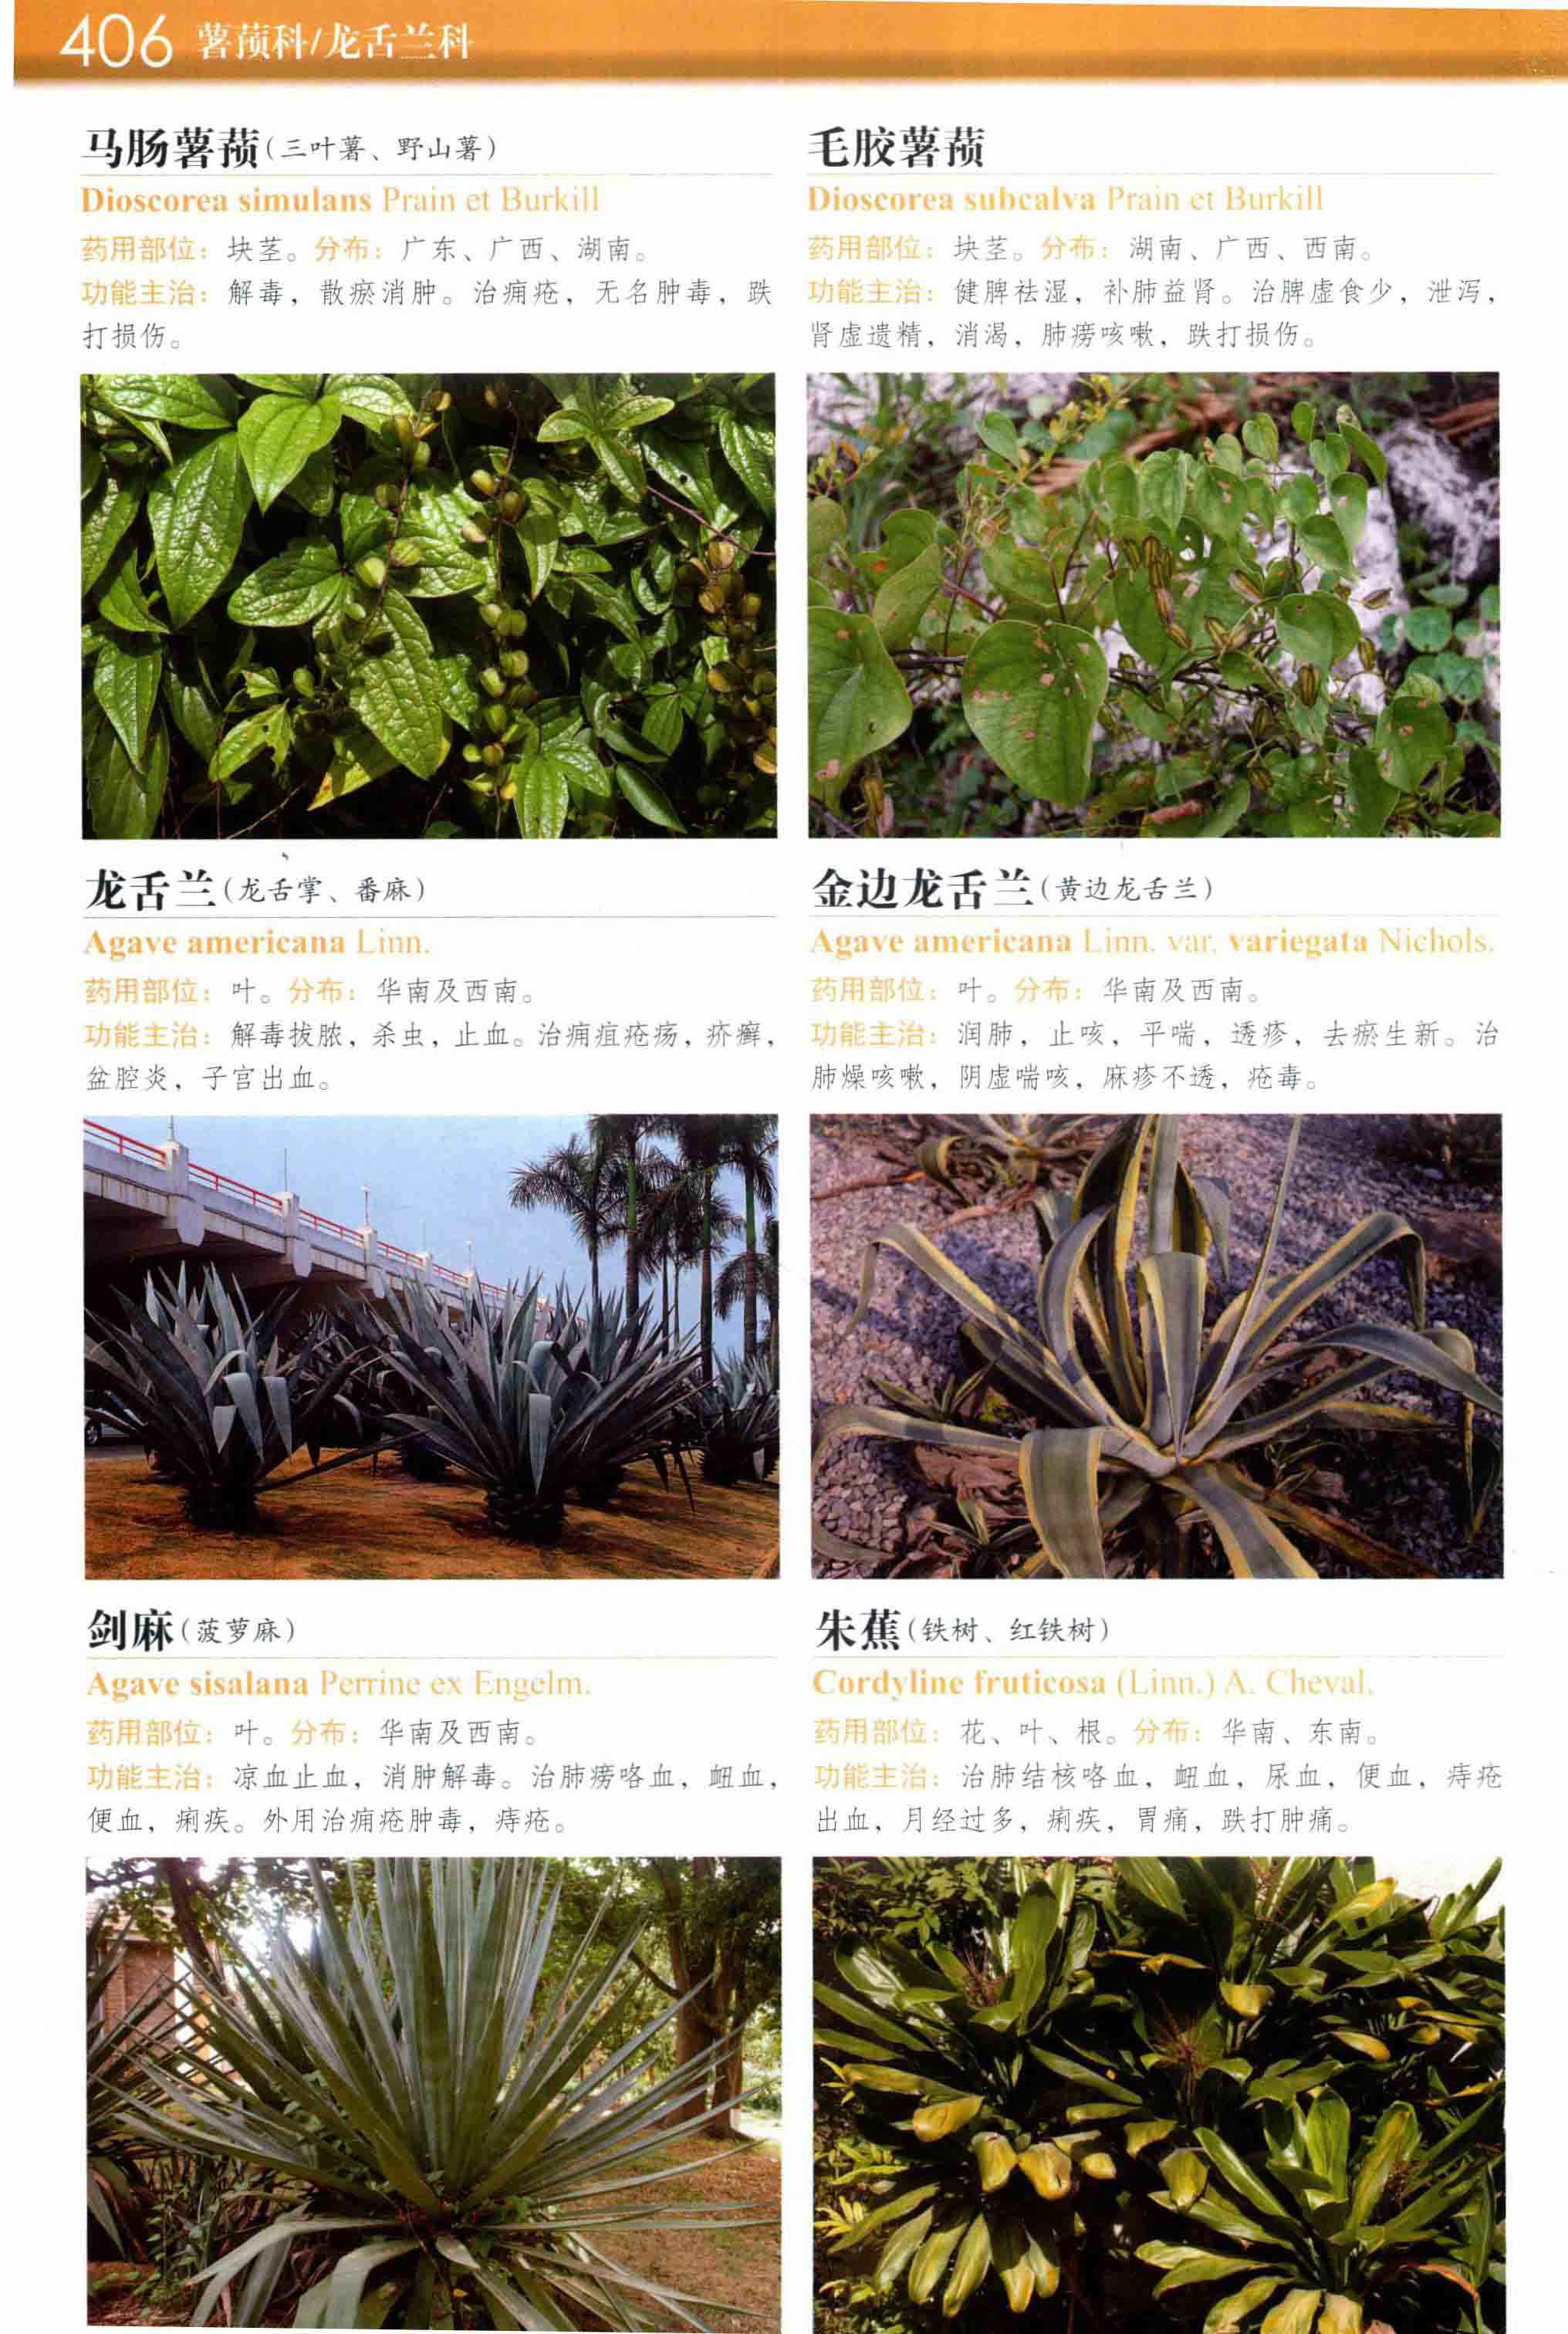 406 薯蓣科/龙舌兰科
马肠薯蓣(三叶薯、野山薯)
Dioscorea simulans Prain et Burkill
药用部位：块茎。分布：广东、广西、湖南。
功能主治：解毒，散瘀消肿。治痈疮，无名肿毒，跌
打损伤。
毛胶薯蓣
Dioscorea subcalva Prain et Burkill
药用部位：块茎。分布：湖南、广西、西南。
功能主治：健脾祛湿，补肺益肾。治脾虚食少，泄泻，
肾虚遗精，消渴，肺痨咳嗽，跌打损伤。
龙舌兰(龙舌掌、番麻)
Agave americana Linn.
药用部位：叶。分布：华南及西南。
功能主治：解毒拔脓，杀虫，止血。治痈疽疮疡，疥癣，
盆腔炎，子宫出血。
金边龙舌兰(黄边龙舌兰)
Agave americana Linn. var. variegata Nichols.
药用部位：叶。分布：华南及西南。
功能主治：润肺，止咳，平喘，透疹，去瘀生新。治
肺燥咳嗽，阴虚喘咳，麻疹不透，疮毒。
剑麻(菠萝麻)
Agave sisalana Perrine ex Engelm.
药用部位：叶。分布：华南及西南。
功能主治：凉血止血，消肿解毒。治肺痨咯血，衄血，
便血，痢疾。外用治痈疮肿毒，痔疮。
朱蕉(铁树、红铁树)
Cordyline fruticosa (Linn.) A. Cheval.
药用部位：花、叶、根。分布：华南、东南。
功能主治：治肺结核咯血，衄血，尿血，便血，痔疮
出血，月经过多，痢疾，胃痛，跌打肿痛。